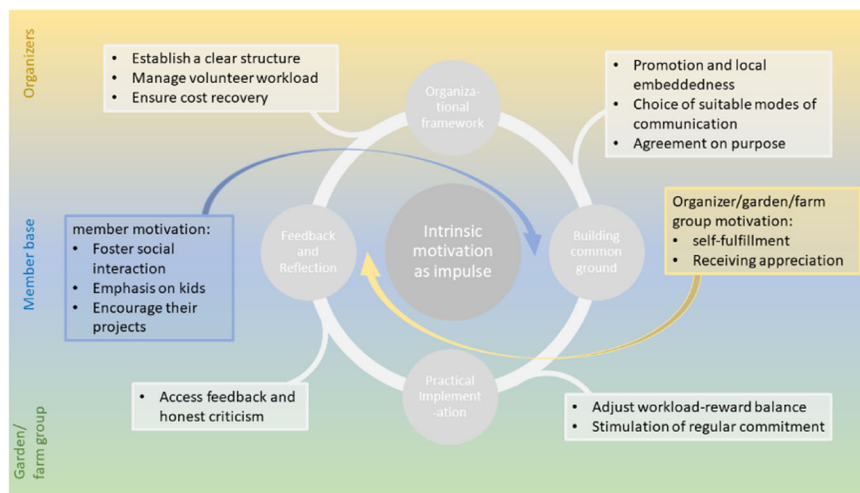 Organizers
Member base
Garden/
farm group
• Establish a clear structure
• Manage volunteer workload
• Ensure cost recovery
Organiza-
tional
framework
• Promotion and local
embeddedness
• Choice of suitable modes of
communication
• Agreement on purpose
member motivation:
• Foster social
interaction
• Emphasis on kids
• Encourage their
projects
Feedback
and
Reflection
Intrinsic
motivation
as impulse
Building
common
ground
Organizer/garden/farm
group motivation:
• self-fulfillment
• Receiving appreciation
• Access feedback and
honest criticism
Practical
Implement
-ation
• Adjust workload-reward balance
• Stimulation of regular commitment